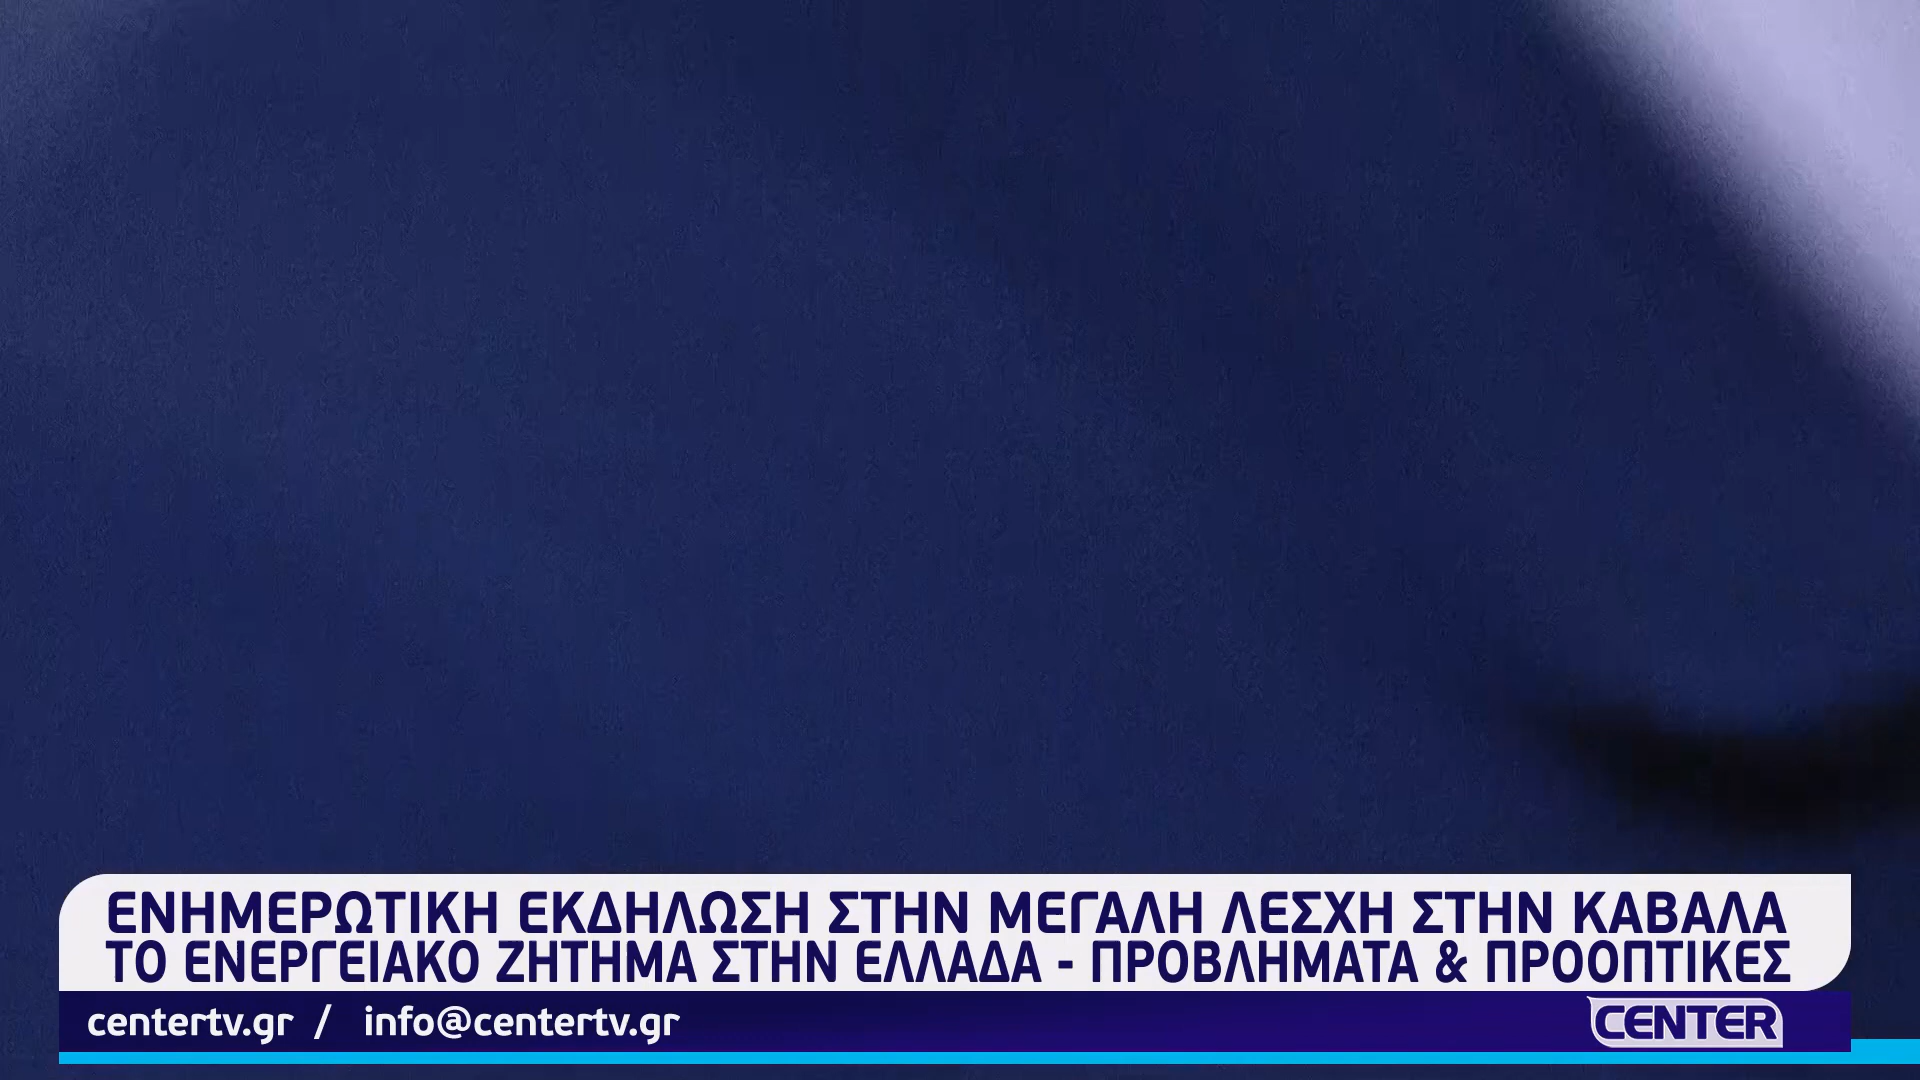 ΕΝΗΜΕΡΩΤΙΚΗ ΕΚΔΗΛΩΣΗ ΣΤΗΝ ΜΕΓΑΛΗ ΛΕΣΧΗ ΣΤΗΝ ΚΑΒΑΛΑ
ΤΟ ΕΝΕΡΓΕΙΑΚΟ ΖΗΤΗΜΑ ΣΤΗΝ ΕΛΛΑΔΑ - ΠΡΟΒΛΗΜΑΤΑ & ΠΡΟΟΠΤΙΚΕΣ
centertv.gr / info@centertv.gr
CENTER